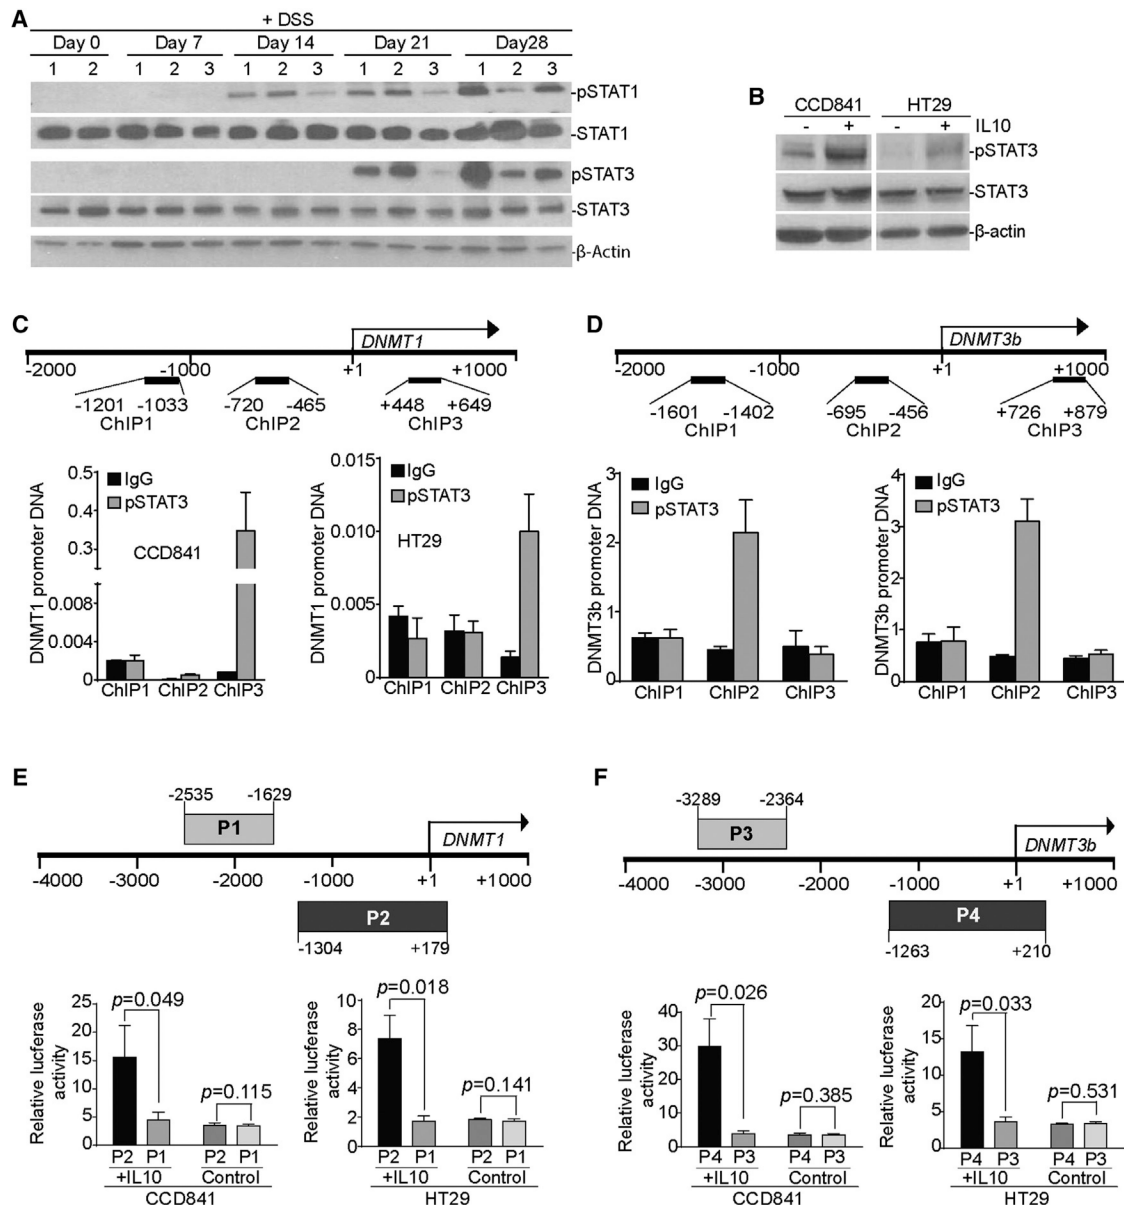 A
+ DSS
Day 0 Day 7 Day 14 Day 21 Day28
1 2 1 2 3 1 2 3 1 2 3 1 2 3
-pSTAT1
-STAT1
pSTAT3
-STAT3
-β-Actin
B
CCD841 HT29
- + - + IL10
-pSTAT3
-STAT3
-β-actin
C
DNMT1
-2000 -1000 +1 +1000
-1201 -1033 -720 -465 +448 +649
ChIP1 ChIP2 ChIP3
DNMT1 promoter DNA
0.5
0.4
0.3
0.008
0.004
0
IgG
pSTAT3
CCD841
ChIP1 ChIP2 ChIP3
DNMT1 promoter DNA
0.015
0.010
0.005
0
IgG
pSTAT3
HT29
ChIP1 ChIP2 ChIP3
D
DNMT3b
-2000 -1000 +1 +1000
-1601 -1402 -695 -456 +726 +879
ChIP1 ChIP2 ChIP3
DNMT3b promoter DNA
3
2
1
0
IgG
pSTAT3
ChIP1 ChIP2 ChIP3
DNMT3b promoter DNA
4
3
2
1
0
IgG
pSTAT3
ChIP1 ChIP2 ChIP3
E
-2535 -1629
P1
DNMT1
-4000 -3000 -2000 -1000 +1 +1000
P2
-1304 +179
Relative luciferase activity
25
20
15
10
5
0
p=0.049
p=0.115
P2 P1 P2 P1
+IL10 Control
CCD841
Relative luciferase activity
10
8
6
4
2
0
p=0.018
p=0.141
P2 P1 P2 P1
+IL10 Control
HT29
F
-3289 -2364
P3
DNMT3b
-4000 -3000 -2000 -1000 +1 +1000
P4
-1263 +210
Relative luciferase activity
40
30
20
10
0
p=0.026
p=0.385
P4 P3 P4 P3
+IL10 Control
CCD841
Relative luciferase activity
20
15
10
5
0
p=0.033
p=0.531
P4 P3 P4 P3
+IL10 Control
HT29